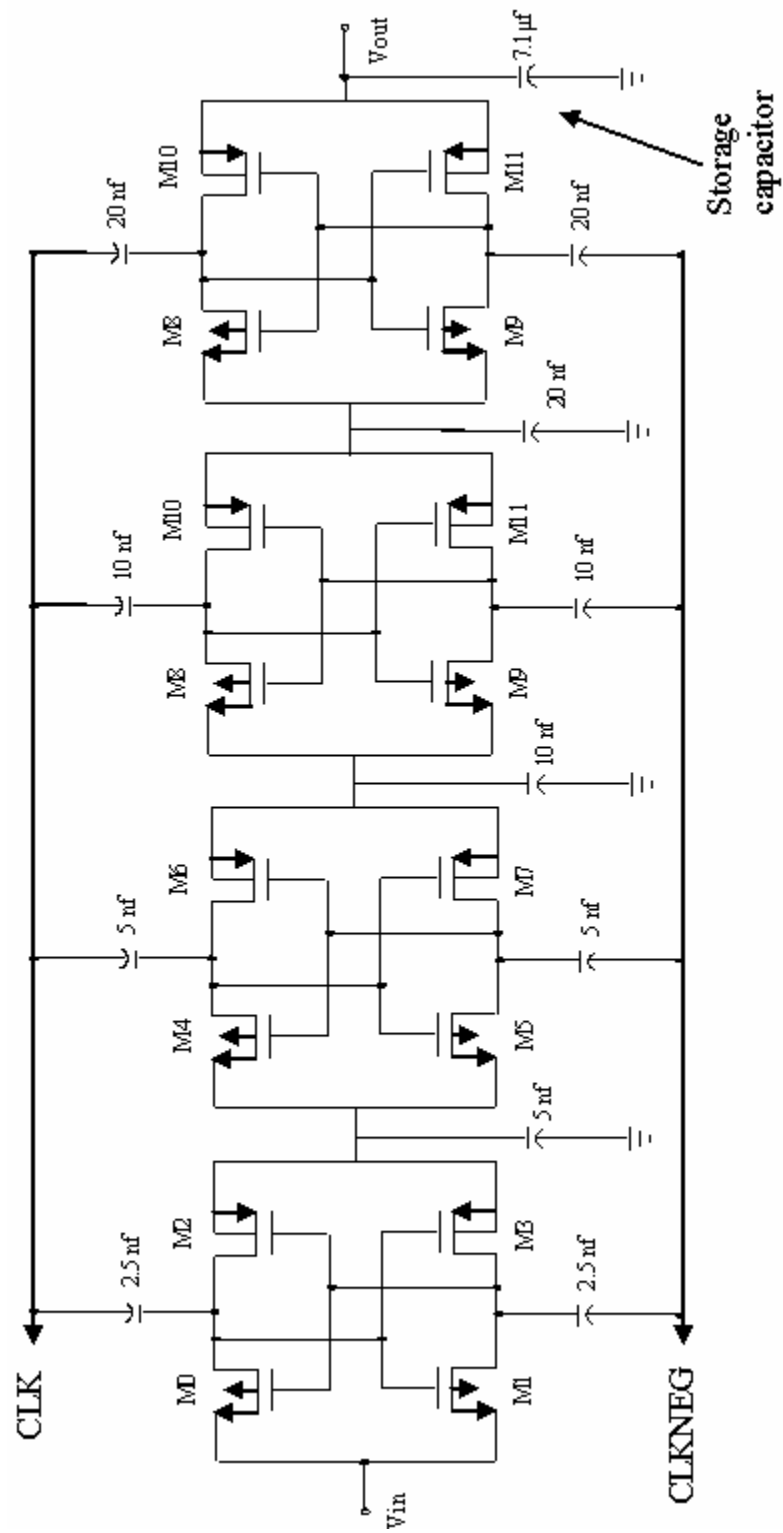 CLK
2.5 nf
5 nf
10 nf
20 nf
M0
M2
M4
M6
M8
M10
M8
M10
Vin
Vout
M1
M3
M5
M7
M9
M11
M9
M11
2.5 nf
5 nf
5 nf
10 nf
10 nf
20 nf
20 nf
7.1 µf
CLKNEG
Storage
capacitor